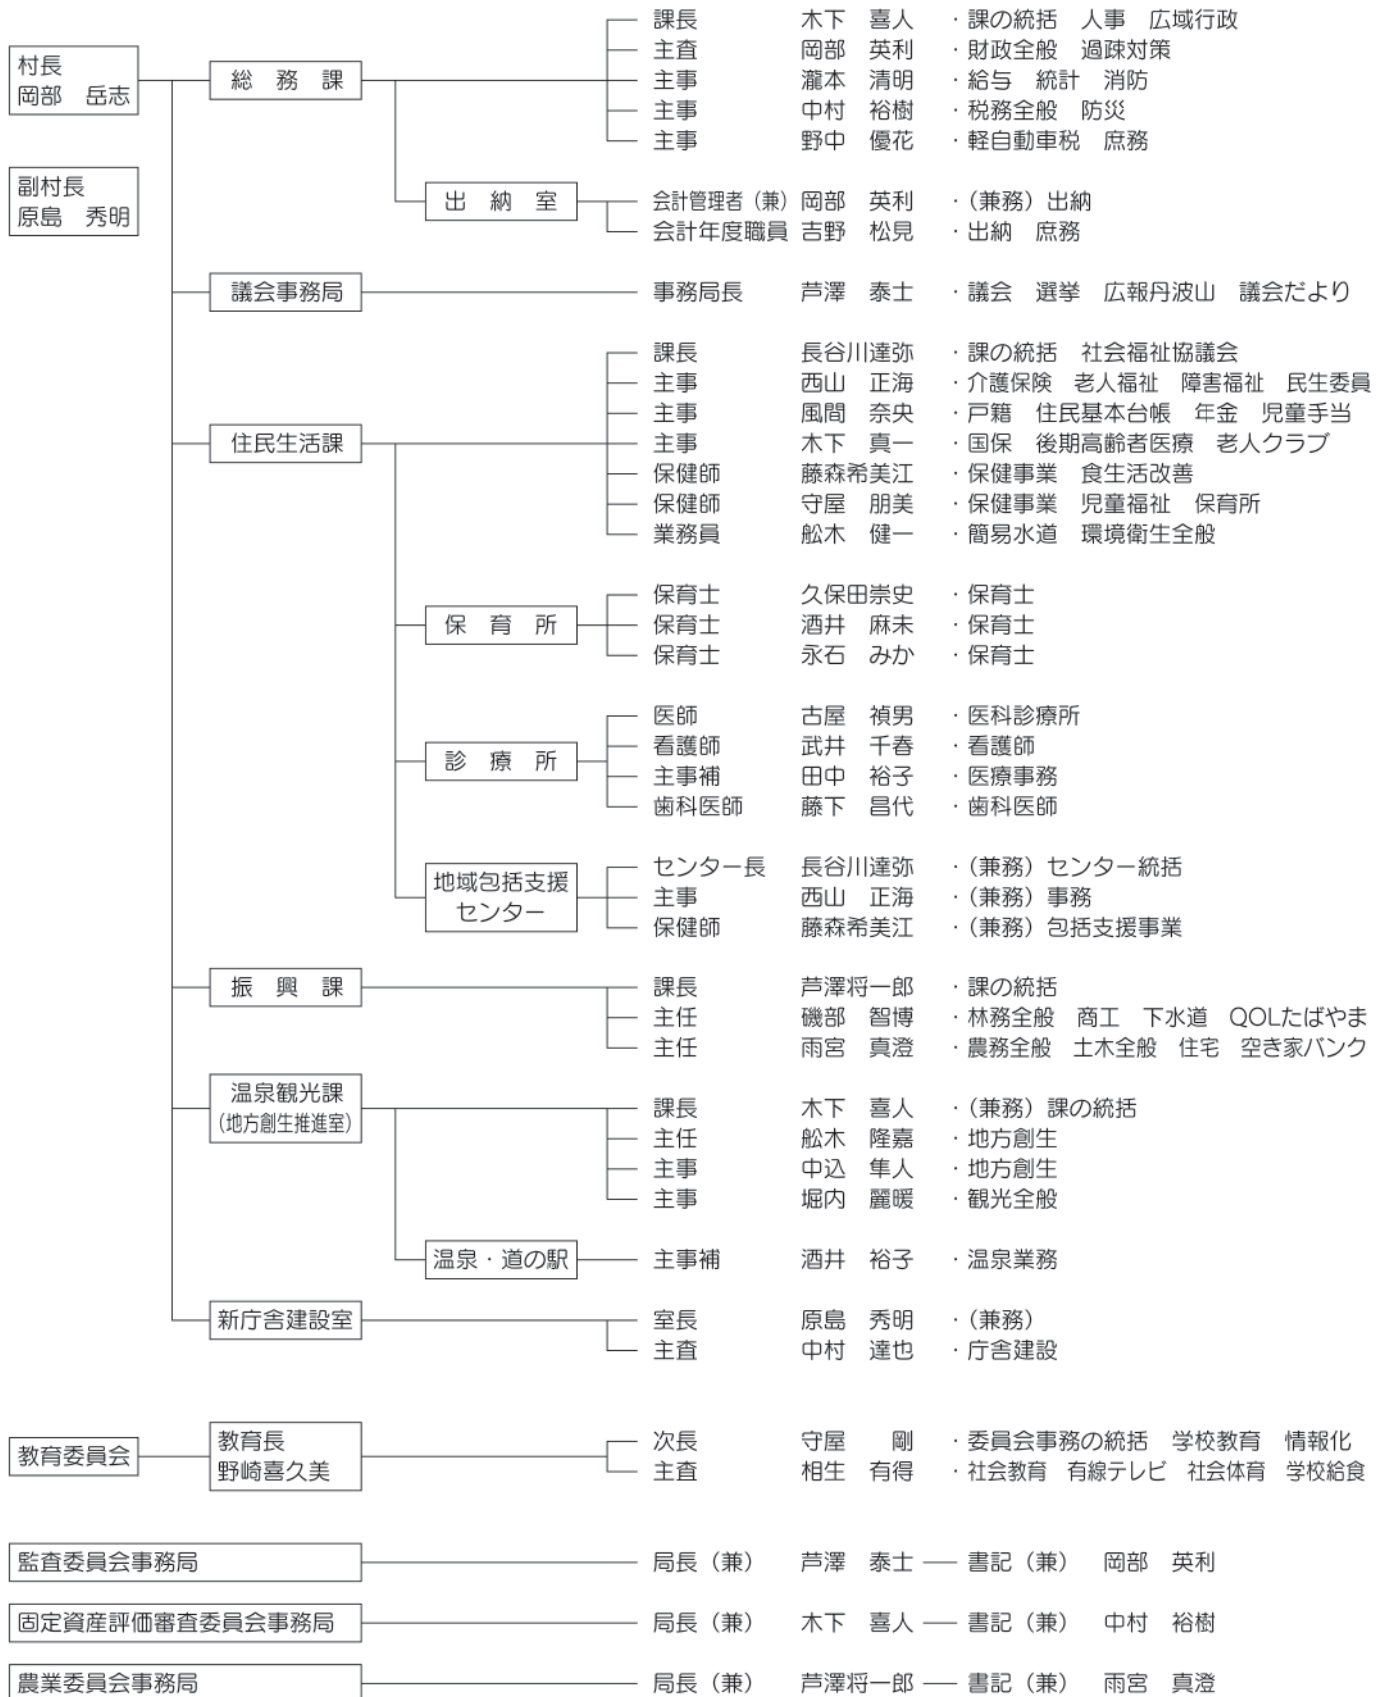 課長　木下　喜人　・課の統括　人事　広域行政
村長
岡部　岳志
総　務　課
主査　岡部　英利　・財政全般　過疎対策
主事　瀧本　清明　・給与　統計　消防
主事　中村　裕樹　・税務全般　防災
主事　野中　優花　・軽自動車税　庶務
副村長
原島　秀明
出　納　室
会計管理者（兼）　岡部　英利　・（兼務）出納
会計年度職員　吉野　松見　・出納　庶務
議会事務局
事務局長　芦澤　泰士　・議会　選挙　広報丹波山　議会だより
住民生活課
課長　長谷川達弥　・課の統括　社会福祉協議会
主事　西山　正海　・介護保険　老人福祉　障害福祉　民生委員
主事　風間　奈央　・戸籍　住民基本台帳　年金　児童手当
主事　木下　真一　・国保　後期高齢者医療　老人クラブ
保健師　藤森希美江　・保健事業　食生活改善
保健師　守屋　朋美　・保健事業　児童福祉　保育所
業務員　舩木　健一　・簡易水道　環境衛生全般
保　育　所
保育士　久保田崇史　・保育士
保育士　酒井　麻未　・保育士
保育士　永石　みか　・保育士
診　療　所
医師　古屋　禎男　・医科診療所
看護師　武井　千春　・看護師
主事補　田中　裕子　・医療事務
歯科医師　藤下　昌代　・歯科医師
地域包括支援
センター
センター長　長谷川達弥　・（兼務）センター統括
主事　西山　正海　・（兼務）事務
保健師　藤森希美江　・（兼務）包括支援事業
振　興　課
課長　芦澤将一郎　・課の統括
主任　磯部　智博　・林務全般　商工　下水道　QOLたばやま
主任　雨宮　真澄　・農務全般　土木全般　住宅　空き家バンク
温泉観光課
（地方創生推進室）
課長　木下　喜人　・（兼務）課の統括
主任　舩木　隆嘉　・地方創生
主事　中込　隼人　・地方創生
主事　堀内　麗暖　・観光全般
温泉・道の駅
主事補　酒井　裕子　・温泉業務
新庁舎建設室
室長　原島　秀明　・（兼務）
主査　中村　達也　・庁舎建設
教育委員会
教育長
野崎喜久美
次長　守屋　剛　・委員会事務の統括　学校教育　情報化
主査　相生　有得　・社会教育　有線テレビ　社会体育　学校給食
監査委員会事務局　局長（兼）　芦澤　泰士　書記（兼）　岡部　英利
固定資産評価審査委員会事務局　局長（兼）　木下　喜人　書記（兼）　中村　裕樹
農業委員会事務局　局長（兼）　芦澤将一郎　書記（兼）　雨宮　真澄